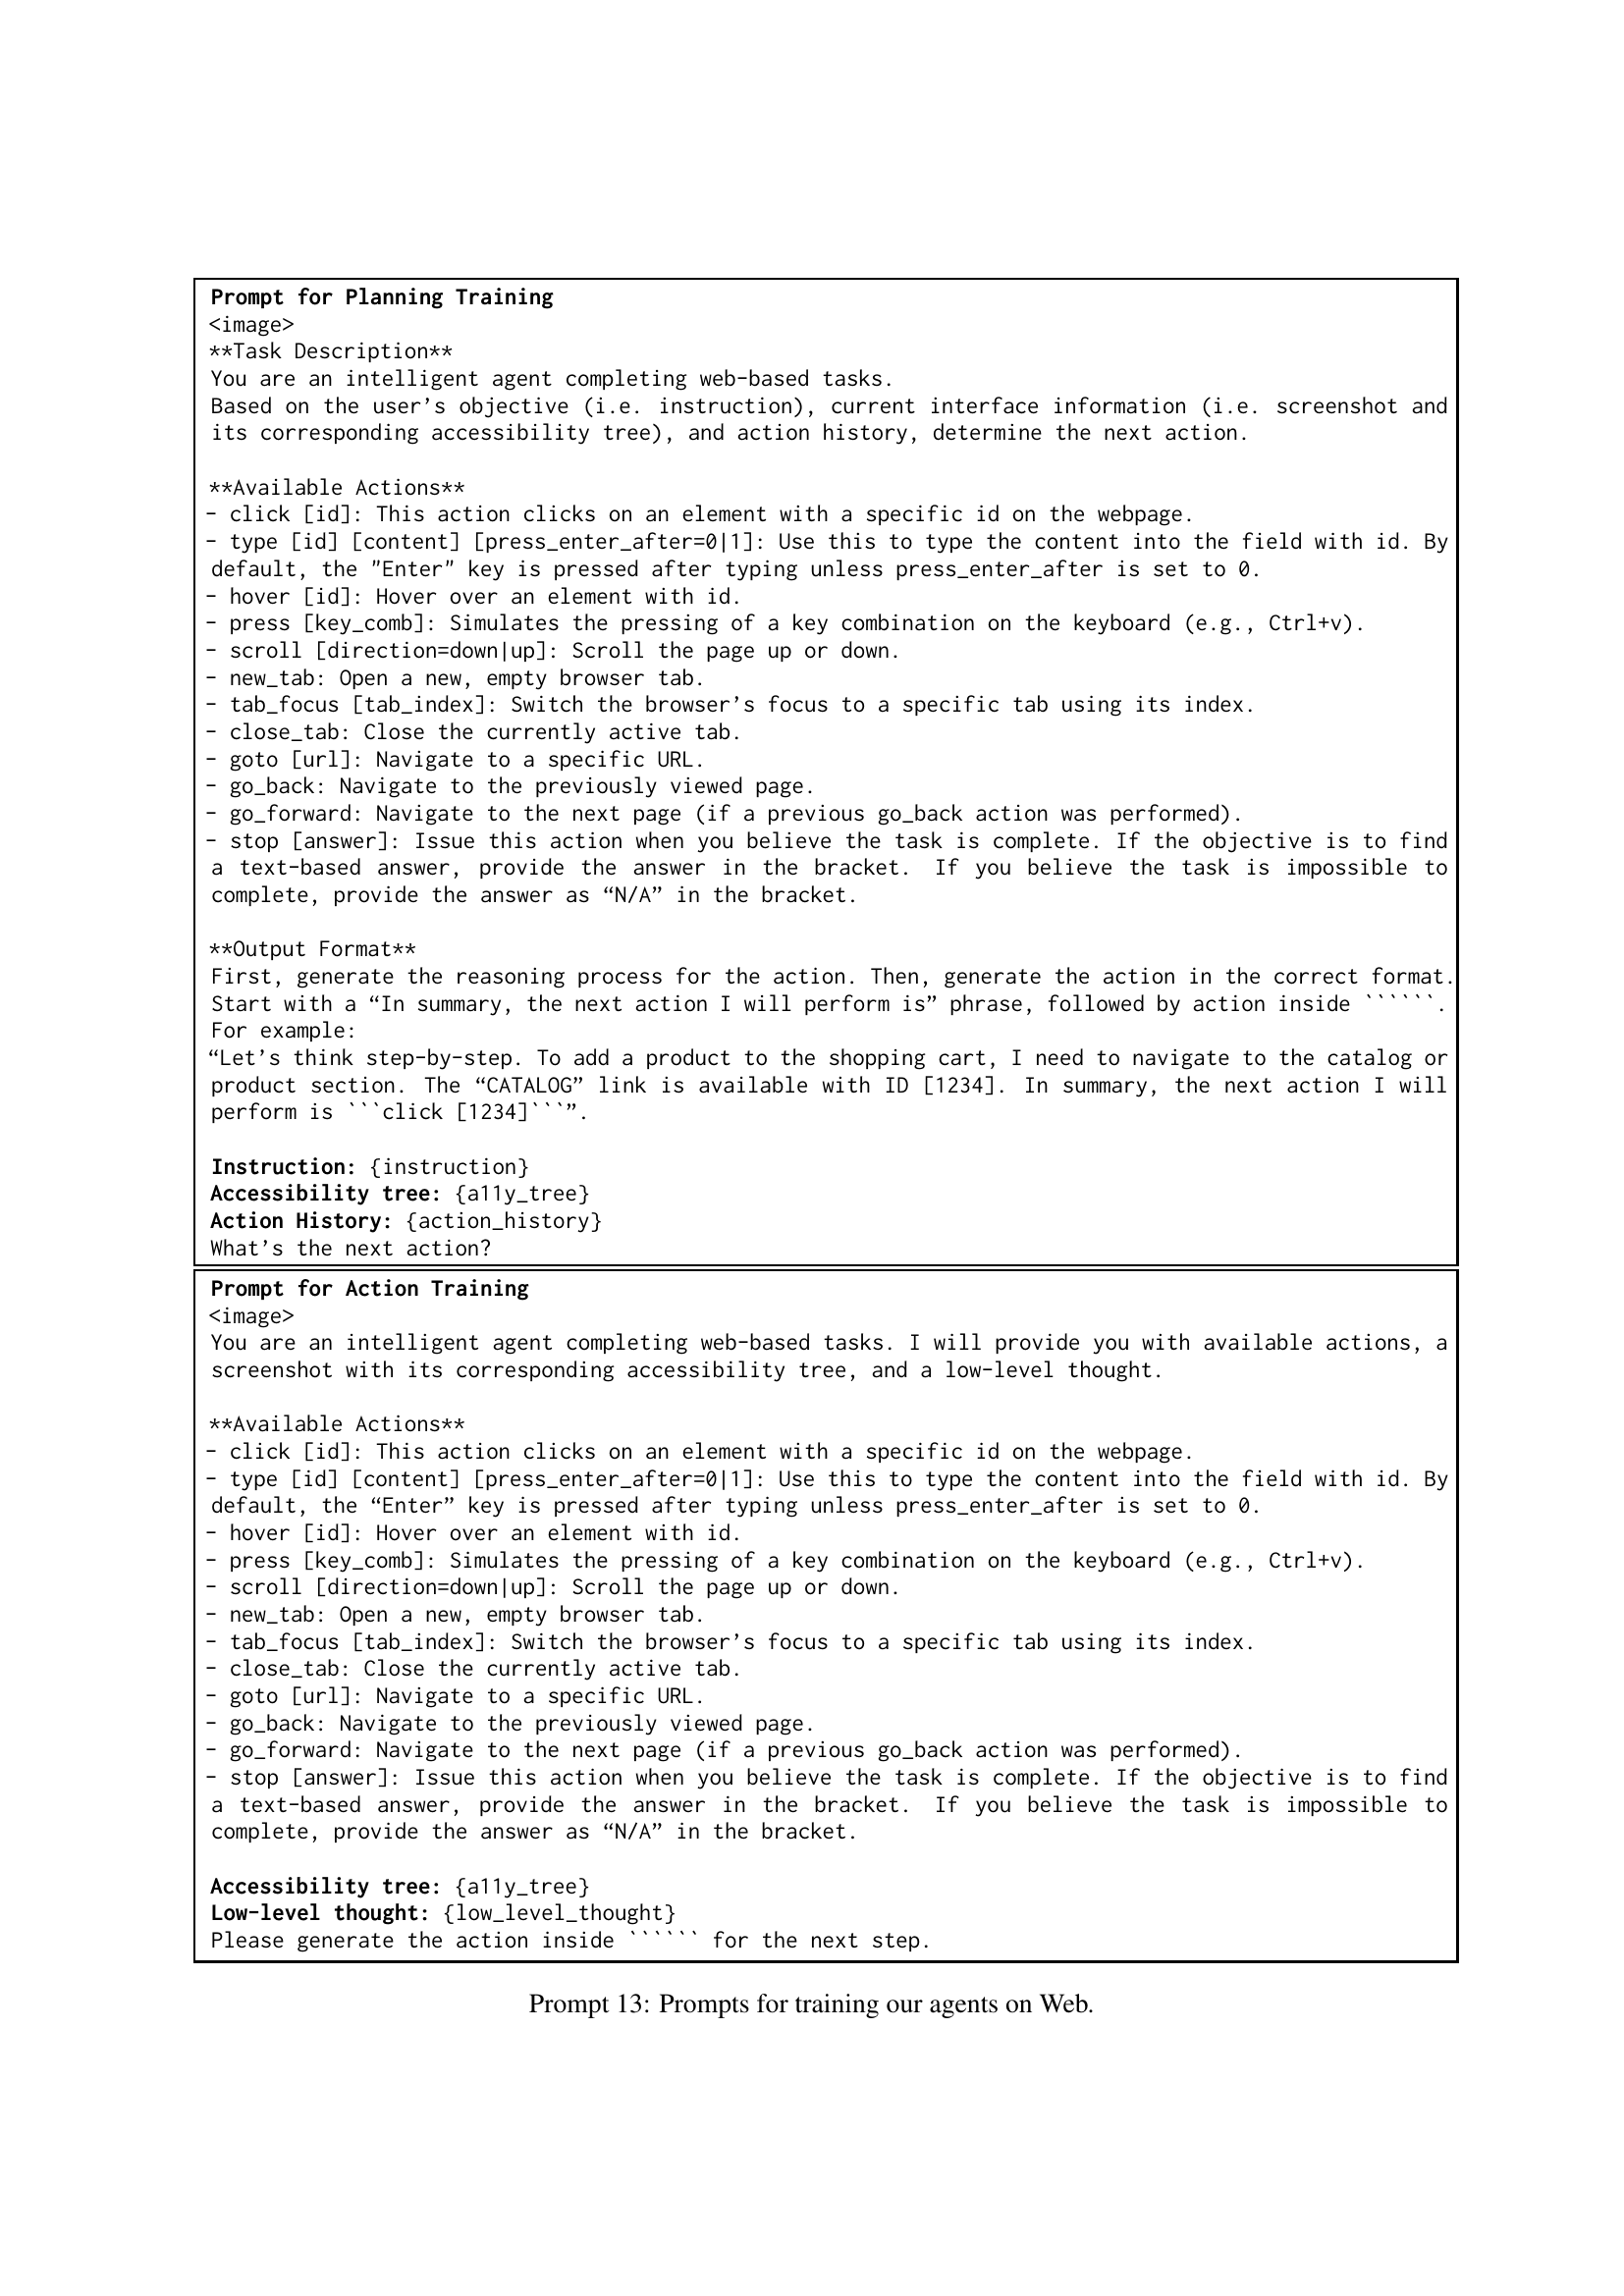 Prompt for Planning Training
<image>
**Task Description**
You are an intelligent agent completing web-based tasks.
Based on the user’s objective (i.e. instruction), current interface information (i.e. screenshot and
its corresponding accessibility tree), and action history, determine the next action.
**Available Actions**
- click [id]: This action clicks on an element with a specific id on the webpage.
- type [id] [content] [press_enter_after=0|1]: Use this to type the content into the field with id. By
default, the "Enter" key is pressed after typing unless press_enter_after is set to 0.
- hover [id]: Hover over an element with id.
- press [key_comb]: Simulates the pressing of a key combination on the keyboard (e.g., Ctrl+v).
- scroll [direction=down|up]: Scroll the page up or down.
- new_tab: Open a new, empty browser tab.
- tab_focus [tab_index]: Switch the browser’s focus to a specific tab using its index.
- close_tab: Close the currently active tab.
- goto [url]: Navigate to a specific URL.
- go_back: Navigate to the previously viewed page.
- go_forward: Navigate to the next page (if a previous go_back action was performed).
- stop [answer]: Issue this action when you believe the task is complete. If the objective is to find
a text-based answer, provide the answer in the bracket. If you believe the task is impossible to
complete, provide the answer as “N/A” in the bracket.
**Output Format**
First, generate the reasoning process for the action. Then, generate the action in the correct format.
Start with a “In summary, the next action I will perform is” phrase, followed by action inside ``````.
For example:
“Let’s think step-by-step. To add a product to the shopping cart, I need to navigate to the catalog or
product section. The “CATALOG” link is available with ID [1234]. In summary, the next action I will
perform is ```click [1234]```”.
Instruction: {instruction}
Accessibility tree: {a11y_tree}
Action History: {action_history}
What’s the next action?
Prompt for Action Training
<image>
You are an intelligent agent completing web-based tasks. I will provide you with available actions, a
screenshot with its corresponding accessibility tree, and a low-level thought.
**Available Actions**
- click [id]: This action clicks on an element with a specific id on the webpage.
- type [id] [content] [press_enter_after=0|1]: Use this to type the content into the field with id. By
default, the “Enter” key is pressed after typing unless press_enter_after is set to 0.
- hover [id]: Hover over an element with id.
- press [key_comb]: Simulates the pressing of a key combination on the keyboard (e.g., Ctrl+v).
- scroll [direction=down|up]: Scroll the page up or down.
- new_tab: Open a new, empty browser tab.
- tab_focus [tab_index]: Switch the browser’s focus to a specific tab using its index.
- close_tab: Close the currently active tab.
- goto [url]: Navigate to a specific URL.
- go_back: Navigate to the previously viewed page.
- go_forward: Navigate to the next page (if a previous go_back action was performed).
- stop [answer]: Issue this action when you believe the task is complete. If the objective is to find
a text-based answer, provide the answer in the bracket. If you believe the task is impossible to
complete, provide the answer as “N/A” in the bracket.
Accessibility tree: {a11y_tree}
Low-level thought: {low_level_thought}
Please generate the action inside `````` for the next step.
Prompt 13: Prompts for training our agents on Web.